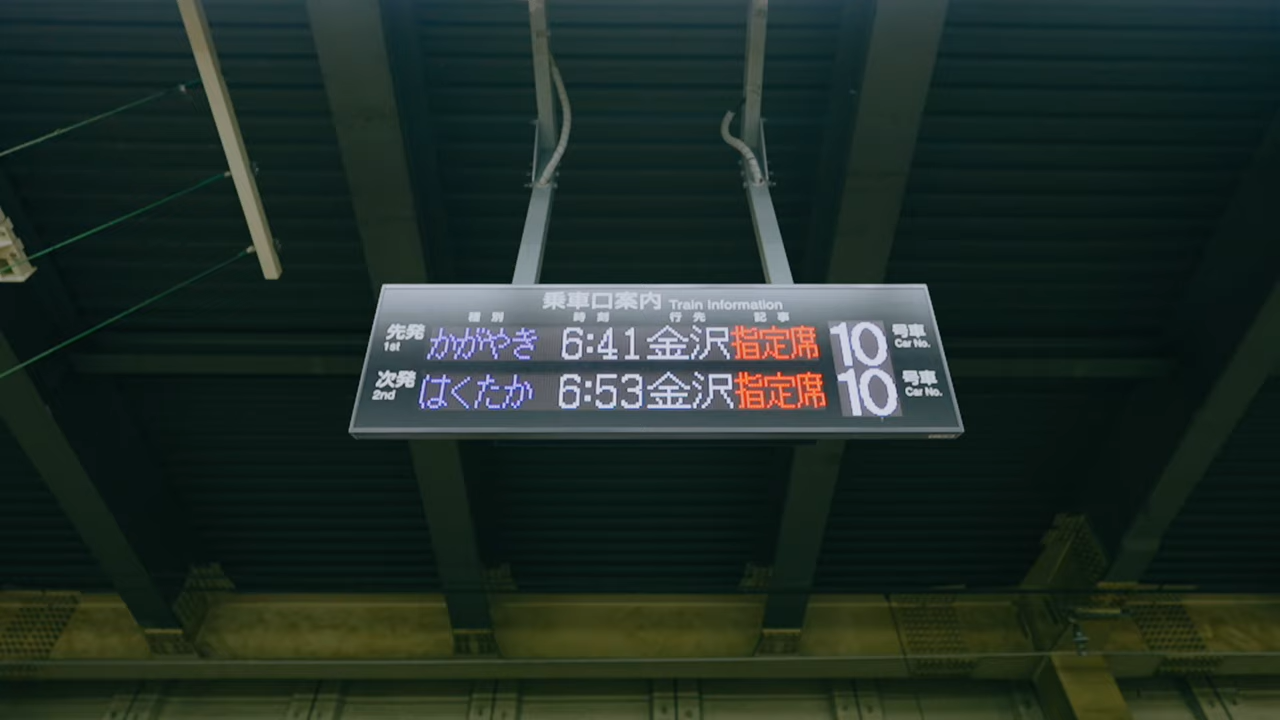 乗車口案内 Train Information
種別 時刻 行先 記事
先発 かがやき 6:41 金沢 指定席 10 号車
1st Car No.
次発 はくたか 6:53 金沢 指定席 10 号車
2nd Car No.